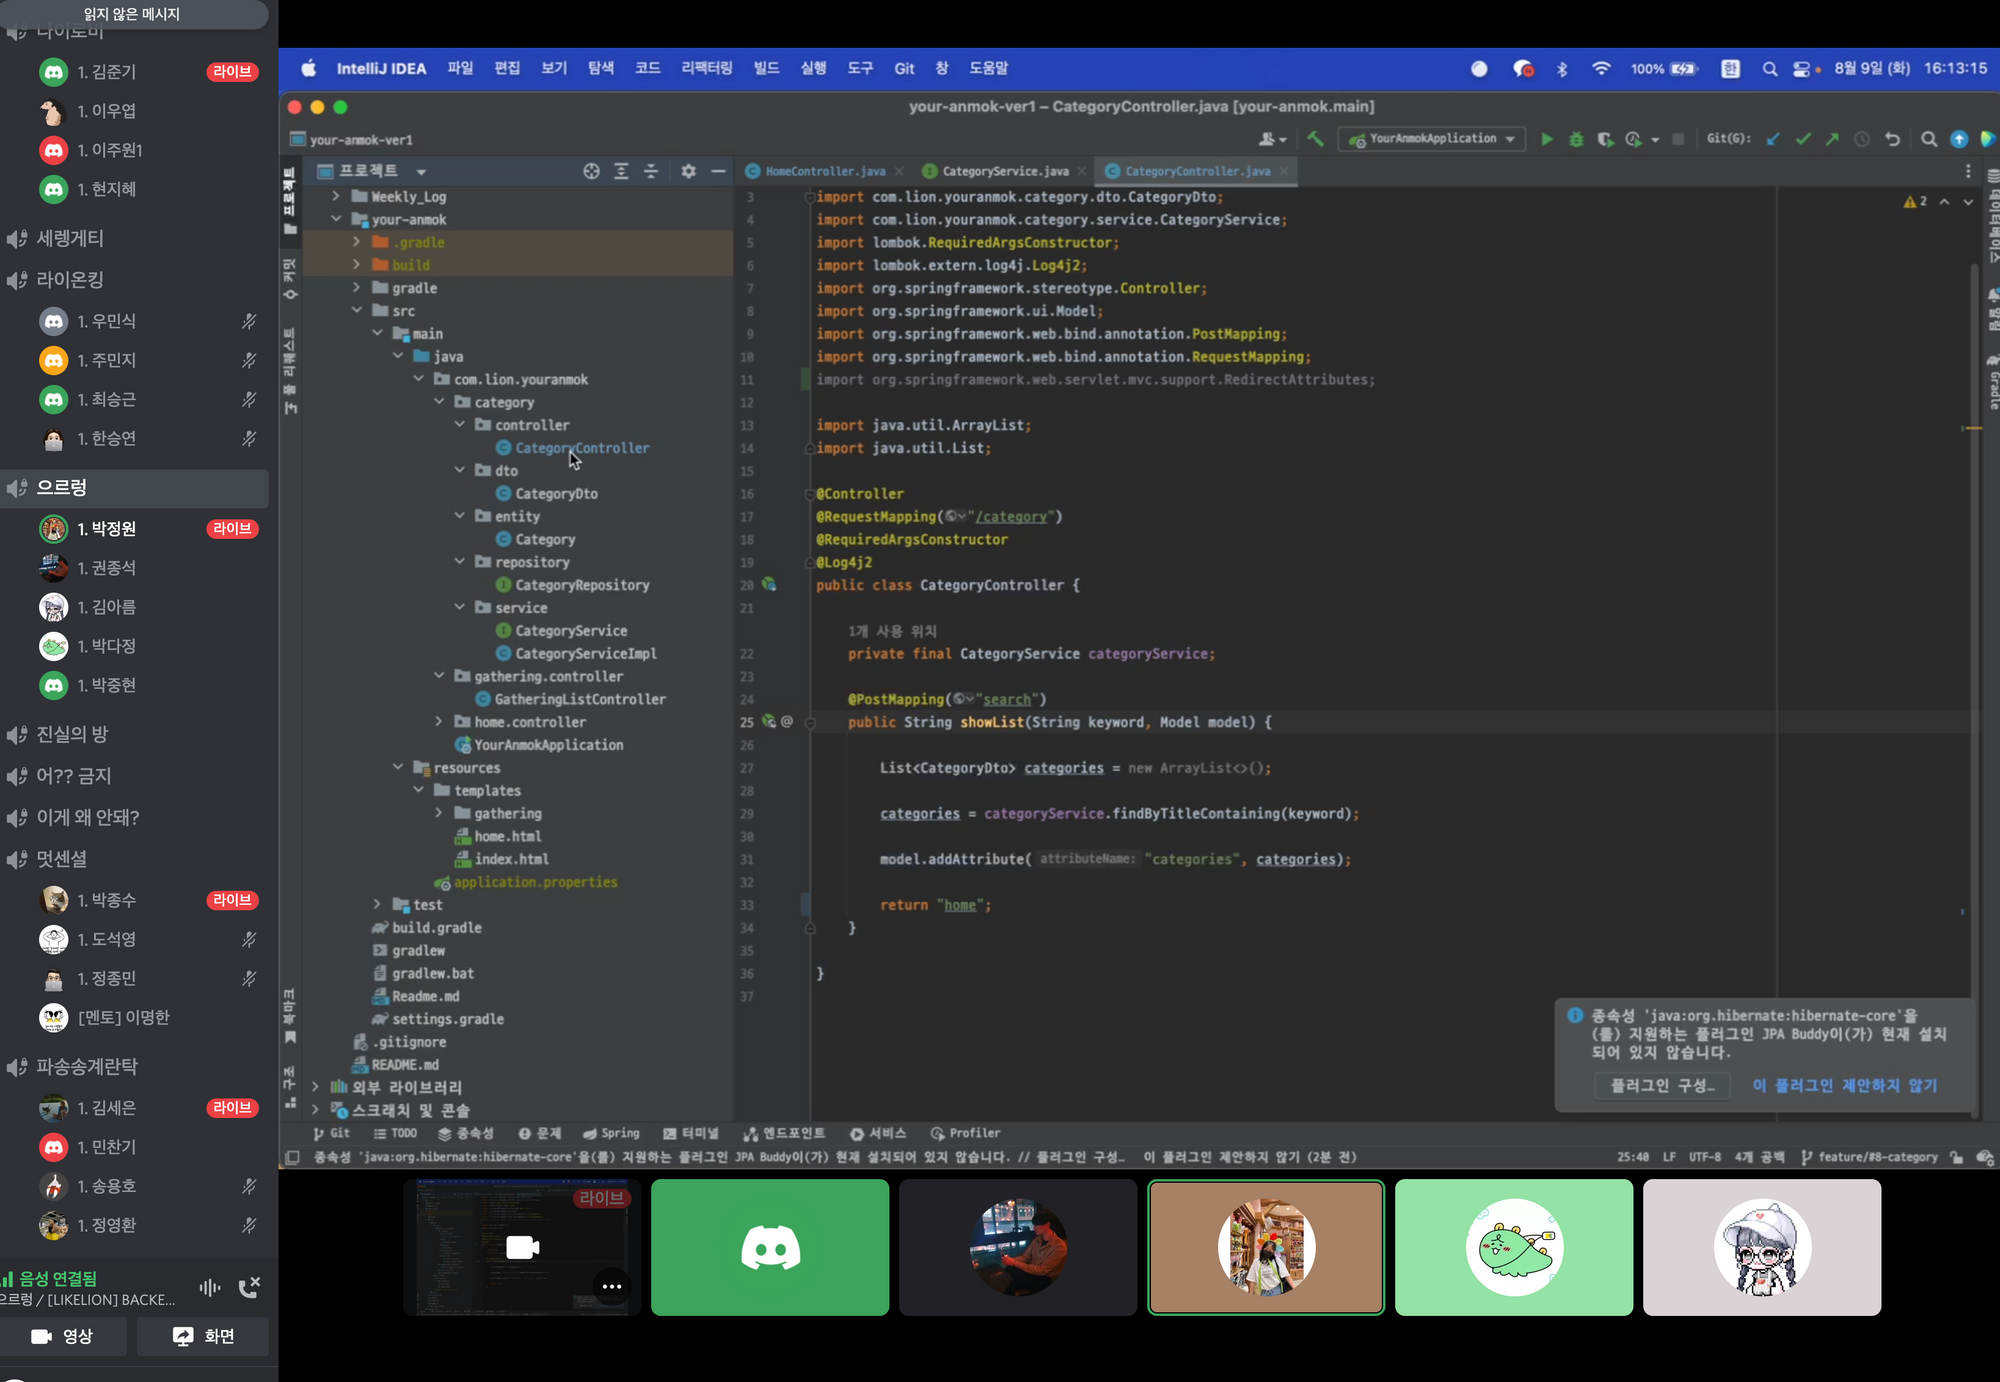 읽지 않은 메시지
나이로비
1. 김준기
라이브
1. 이우엽
1. 이주원1
1. 현지혜
세렝게티
라이온킹
1. 우민식
1. 주민지
1. 최승근
1. 한승연
으르렁
1. 박정원
라이브
1. 권종석
1. 김아름
1. 박다정
1. 박중현
진실의 방
어?? 금지
이게 왜 안돼?
멋센셜
1. 박종수
라이브
1. 도석영
1. 정종민
[멘토] 이명한
파송송계란탁
1. 김세은
라이브
1. 민찬기
1. 송용호
1. 정영환
음성 연결됨
으르렁 / [LIKELION] BACKE...
영상
화면
IntelliJ IDEA 파일 편집 보기 탐색 코드 리팩터링 빌드 실행 도구 Git 창 도움말
100% 한 8월 9일 (화) 16:13:15
your-anmok-ver1 – CategoryController.java [your-anmok.main]
your-anmok-ver1
YourAnmokApplication
Git(G):
프로젝트
커밋
풀 리퀘스트
북마크
구조
프로젝트
Weekly_Log
your-anmok
.gradle
build
gradle
src
main
java
com.lion.youranmok
category
controller
CategoryController
dto
CategoryDto
entity
Category
repository
CategoryRepository
service
CategoryService
CategoryServiceImpl
gathering.controller
GatheringListController
home.controller
YourAnmokApplication
resources
templates
gathering
home.html
index.html
application.properties
test
build.gradle
gradlew
gradlew.bat
Readme.md
settings.gradle
.gitignore
README.md
외부 라이브러리
스크래치 및 콘솔
HomeController.java
CategoryService.java
CategoryController.java
2
3 import com.lion.youranmok.category.dto.CategoryDto;
4 import com.lion.youranmok.category.service.CategoryService;
5 import lombok.RequiredArgsConstructor;
6 import lombok.extern.log4j.Log4j2;
7 import org.springframework.stereotype.Controller;
8 import org.springframework.ui.Model;
9 import org.springframework.web.bind.annotation.PostMapping;
10 import org.springframework.web.bind.annotation.RequestMapping;
11 import org.springframework.web.servlet.mvc.support.RedirectAttributes;
12
13 import java.util.ArrayList;
14 import java.util.List;
15
16 @Controller
17 @RequestMapping("/category")
18 @RequiredArgsConstructor
19 @Log4j2
20 public class CategoryController {
21
1개 사용 위치
22 private final CategoryService categoryService;
23
24 @PostMapping("search")
25 @ public String showList(String keyword, Model model) {
26
27 List<CategoryDto> categories = new ArrayList<>();
28
29 categories = categoryService.findByTitleContaining(keyword);
30
31 model.addAttribute( attributeName: "categories", categories);
32
33 return "home";
34 }
35
36 }
37
데이터베이스
알림
Gradle
종속성 'java:org.hibernate:hibernate-core'을
(를) 지원하는 플러그인 JPA Buddy이(가) 현재 설치
되어 있지 않습니다.
플러그인 구성…
이 플러그인 제안하지 않기
Git TODO 종속성 문제 Spring 터미널 엔드포인트 서비스 Profiler
종속성 'java:org.hibernate:hibernate-core'을(를) 지원하는 플러그인 JPA Buddy이(가) 현재 설치되어 있지 않습니다. // 플러그인 구성… 이 플러그인 제안하지 않기 (2분 전)
25:40 LF UTF-8 4개 공백 feature/#8-category
라이브